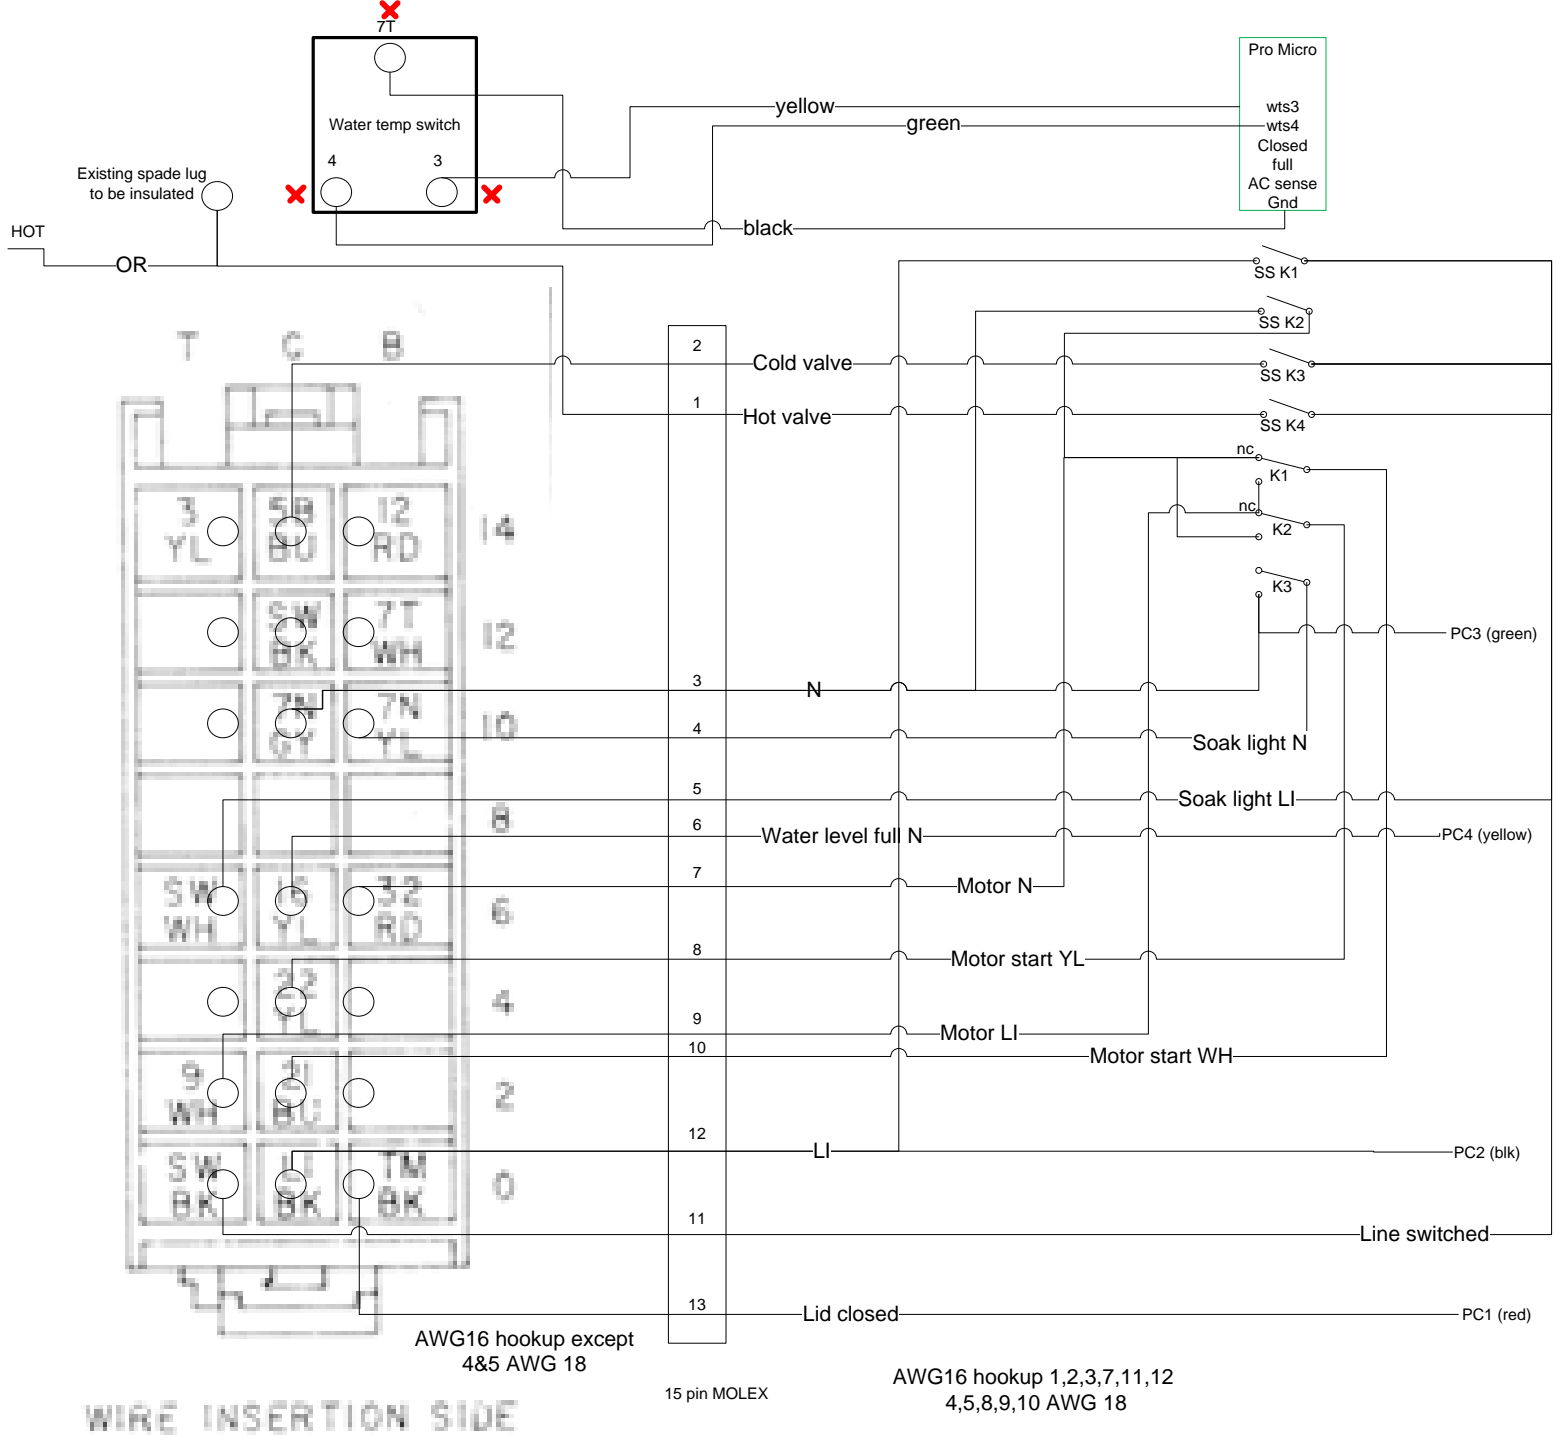 7T
Pro Micro
yellow
wts3
Water temp switch
green
wts4
Closed
full
4
3
Existing spade lug
to be insulated
AC sense
Gnd
HOT
black
OR
SS K1
SS K2
T C B
2
Cold valve
SS K3
1
Hot valve
SS K4
nc
K1
nc
K2
3 5B 12
YL BU RD
14
K3
SW 7T
BK WH
12
PC3 (green)
3
N
7N 7N
GY YL
10
4
Soak light N
5
Soak light LI
8
6
Water level full N
PC4 (yellow)
7
Motor N
SW 16 32
WH YL RD
6
8
Motor start YL
22
YL
4
9
Motor LI
10
Motor start WH
9 21
WH BU
2
12
LI
PC2 (blk)
SW L1 TM
BK BK BK
0
11
Line switched
13
Lid closed
PC1 (red)
AWG16 hookup except
4&5 AWG 18
AWG16 hookup 1,2,3,7,11,12
4,5,8,9,10 AWG 18
15 pin MOLEX
WIRE INSERTION SIDE